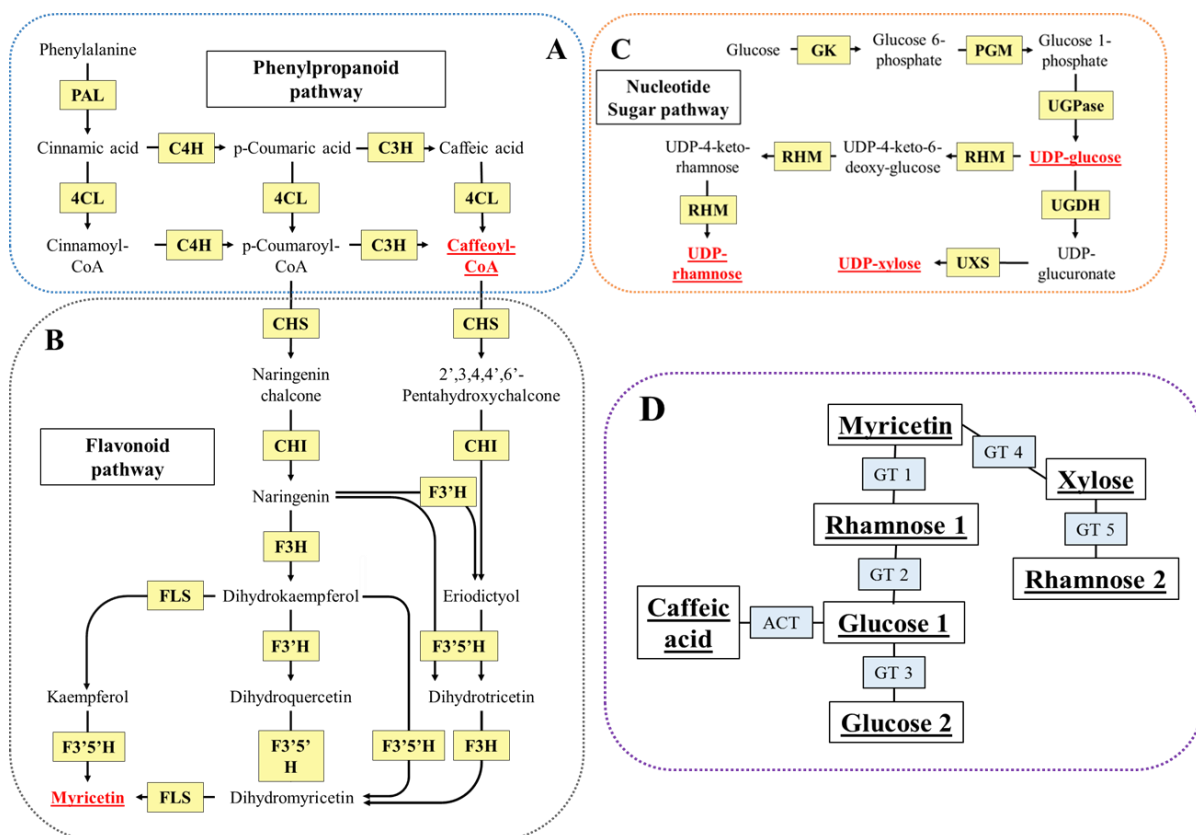 A
Phenylalanine
Phenylpropanoid
pathway
PAL
Cinnamic acid
C4H
p-Coumaric acid
C3H
Caffeic acid
4CL
4CL
4CL
Cinnamoyl-
CoA
C4H
p-Coumaroyl-
CoA
C3H
Caffeoyl-
CoA
B
CHS
CHS
Naringenin
chalcone
2’,3,4,4’,6’-
Pentahydroxychalcone
Flavonoid
pathway
CHI
CHI
Naringenin
F3’H
F3H
FLS
Dihydrokaempferol
Eriodictyol
F3’H
F3’5’H
Kaempferol
Dihydroquercetin
Dihydrotricetin
F3’5’H
F3’5’
H
F3’5’H
F3H
Myricetin
FLS
Dihydromyricetin
C
Glucose
GK
Glucose 6-
phosphate
PGM
Glucose 1-
phosphate
Nucleotide
Sugar pathway
UGPase
UDP-4-keto-
rhamnose
RHM
UDP-4-keto-6-
deoxy-glucose
RHM
UDP-glucose
RHM
UGDH
UDP-
rhamnose
UDP-xylose
UXS
UDP-
glucuronate
D
Myricetin
GT 1
GT 4
Xylose
Rhamnose 1
GT 5
GT 2
Rhamnose 2
Caffeic
acid
ACT
Glucose 1
GT 3
Glucose 2